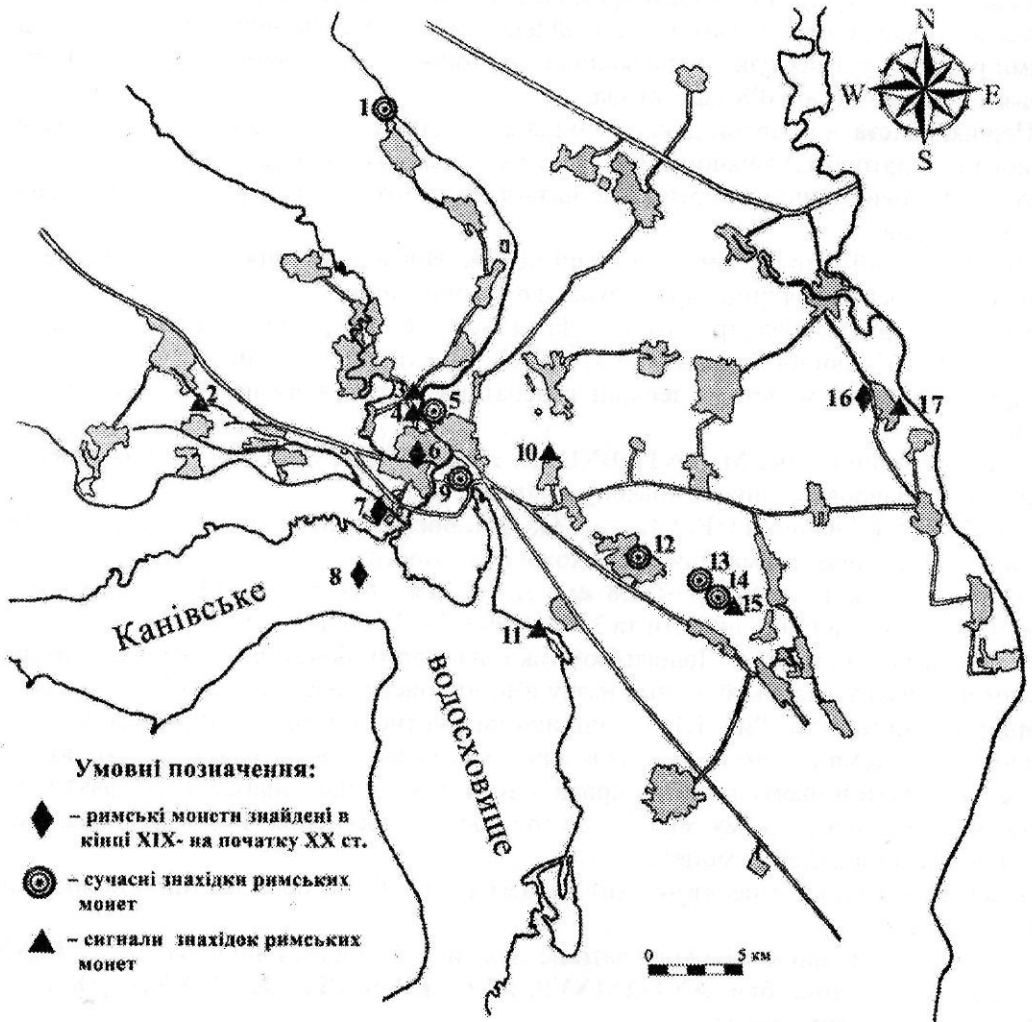 N
W
E
S
1
2
3
4
5
6
7
8
9
10
11
12
13
14
15
16
17
Канівське
водосховище
Умовні позначення:
– римські монети знайдені в
кінці XIX- на початку XX ст.
– сучасні знахідки римських
монет
– сигнали знахідок римських
монет
0 5 км